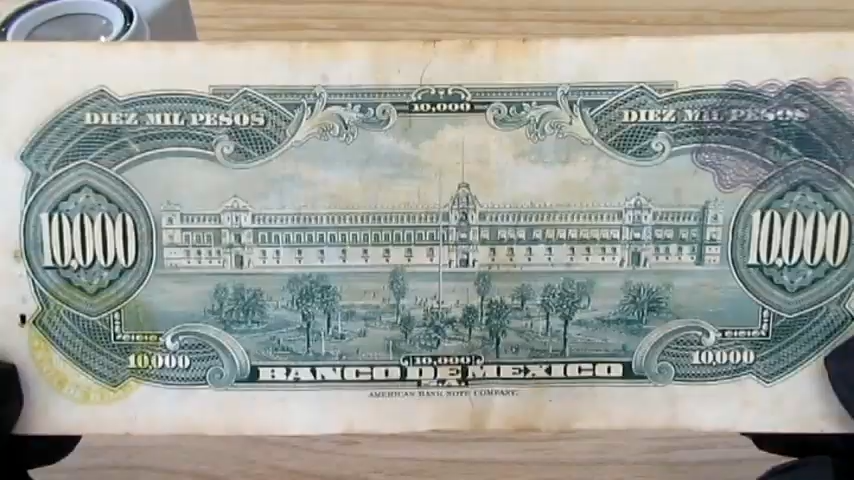 10,000
DIEZ MIL PESOS
DIEZ MIL PESOS
10,000
10,000
10,000
10,000
10,000
BANCO DE MEXICO
S.A.
AMERICAN BANK NOTE COMPANY.